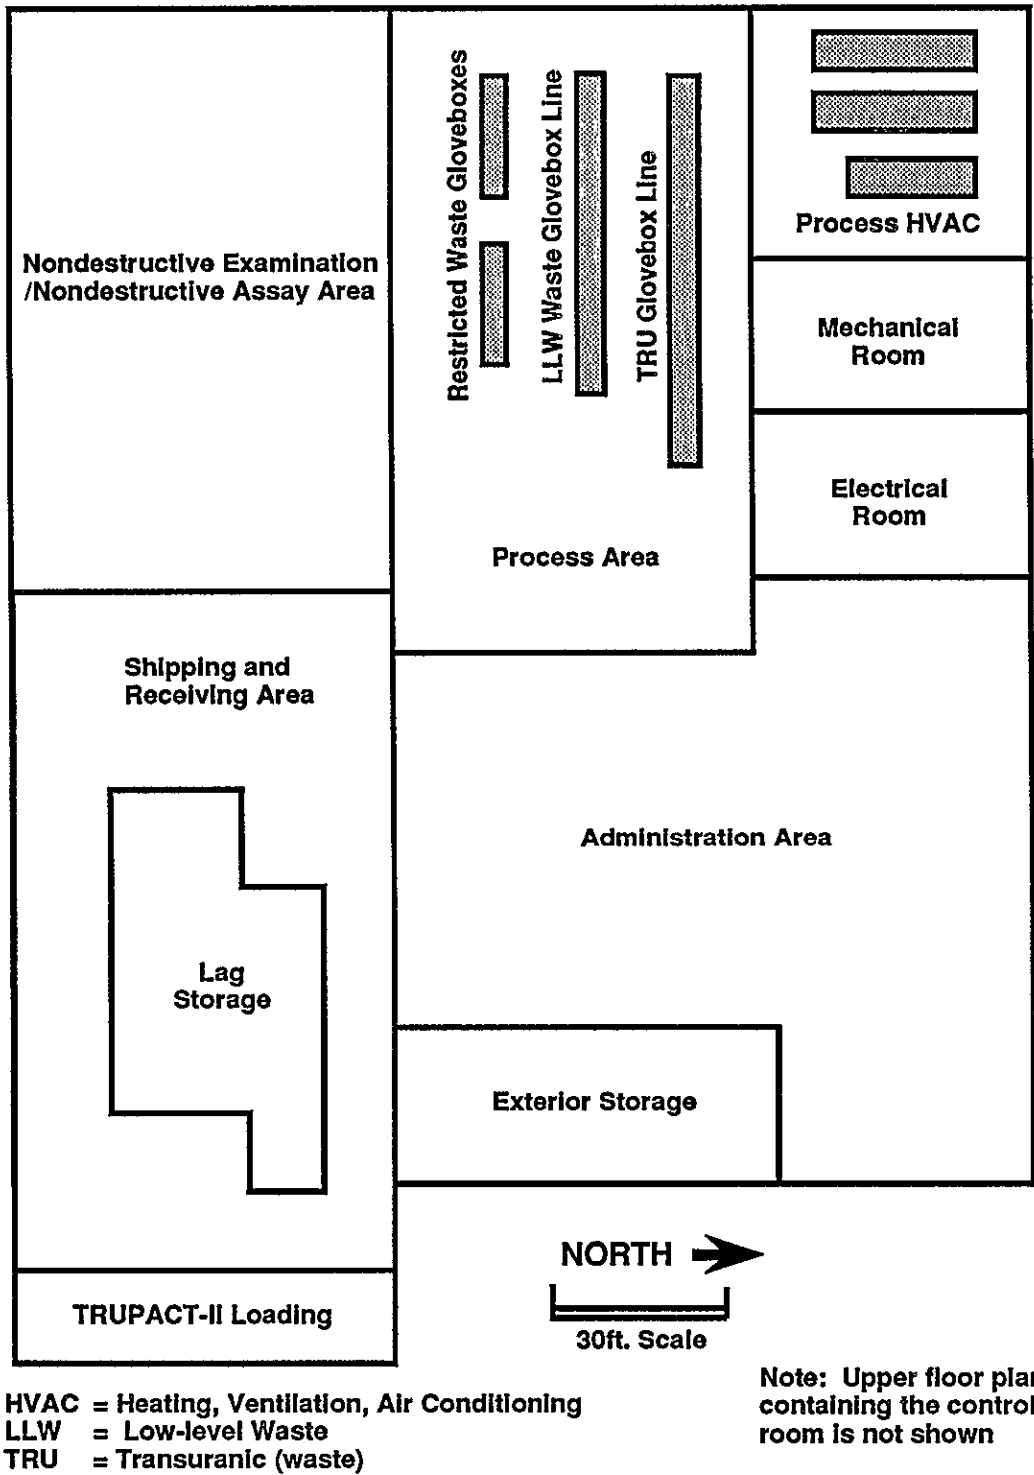 Restricted Waste Gloveboxes
LLW Waste Glovebox Line
TRU Glovebox Line
Process HVAC
Nondestructive Examination
/Nondestructive Assay Area
Mechanical
Room
Electrical
Room
Process Area
Shipping and
Receiving Area
Administration Area
Lag
Storage
Exterior Storage
NORTH
TRUPACT-II Loading
30ft. Scale
Note: Upper floor plan
containing the control
room is not shown
HVAC = Heating, Ventilation, Air Conditioning
LLW = Low-level Waste
TRU = Transuranic (waste)